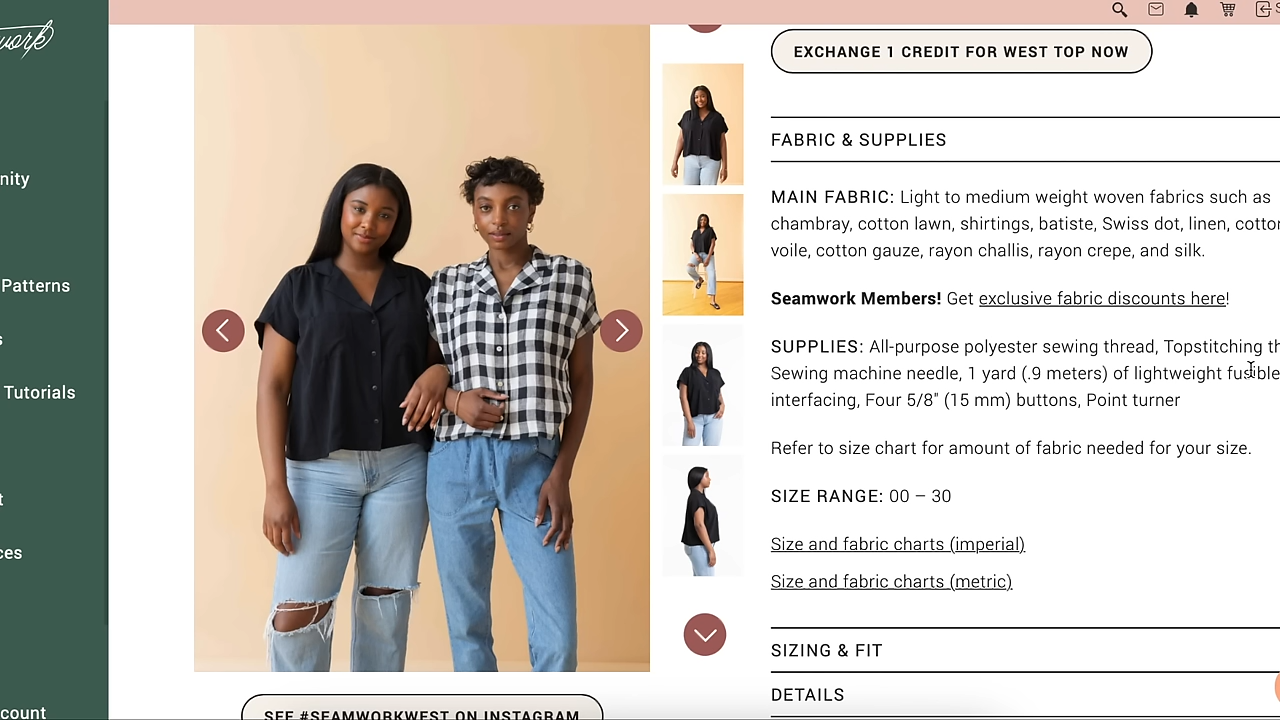 work
nity
Patterns
s
Tutorials
t
ces
count
EXCHANGE 1 CREDIT FOR WEST TOP NOW
FABRIC & SUPPLIES
MAIN FABRIC: Light to medium weight woven fabrics such as
chambray, cotton lawn, shirtings, batiste, Swiss dot, linen, cotton
voile, cotton gauze, rayon challis, rayon crepe, and silk.
Seamwork Members! Get exclusive fabric discounts here!
SUPPLIES: All-purpose polyester sewing thread, Topstitching th
Sewing machine needle, 1 yard (.9 meters) of lightweight fusible
interfacing, Four 5/8" (15 mm) buttons, Point turner
Refer to size chart for amount of fabric needed for your size.
SIZE RANGE: 00 – 30
Size and fabric charts (imperial)
Size and fabric charts (metric)
SIZING & FIT
DETAILS
SEE #SEAMWORKWEST ON INSTAGRAM